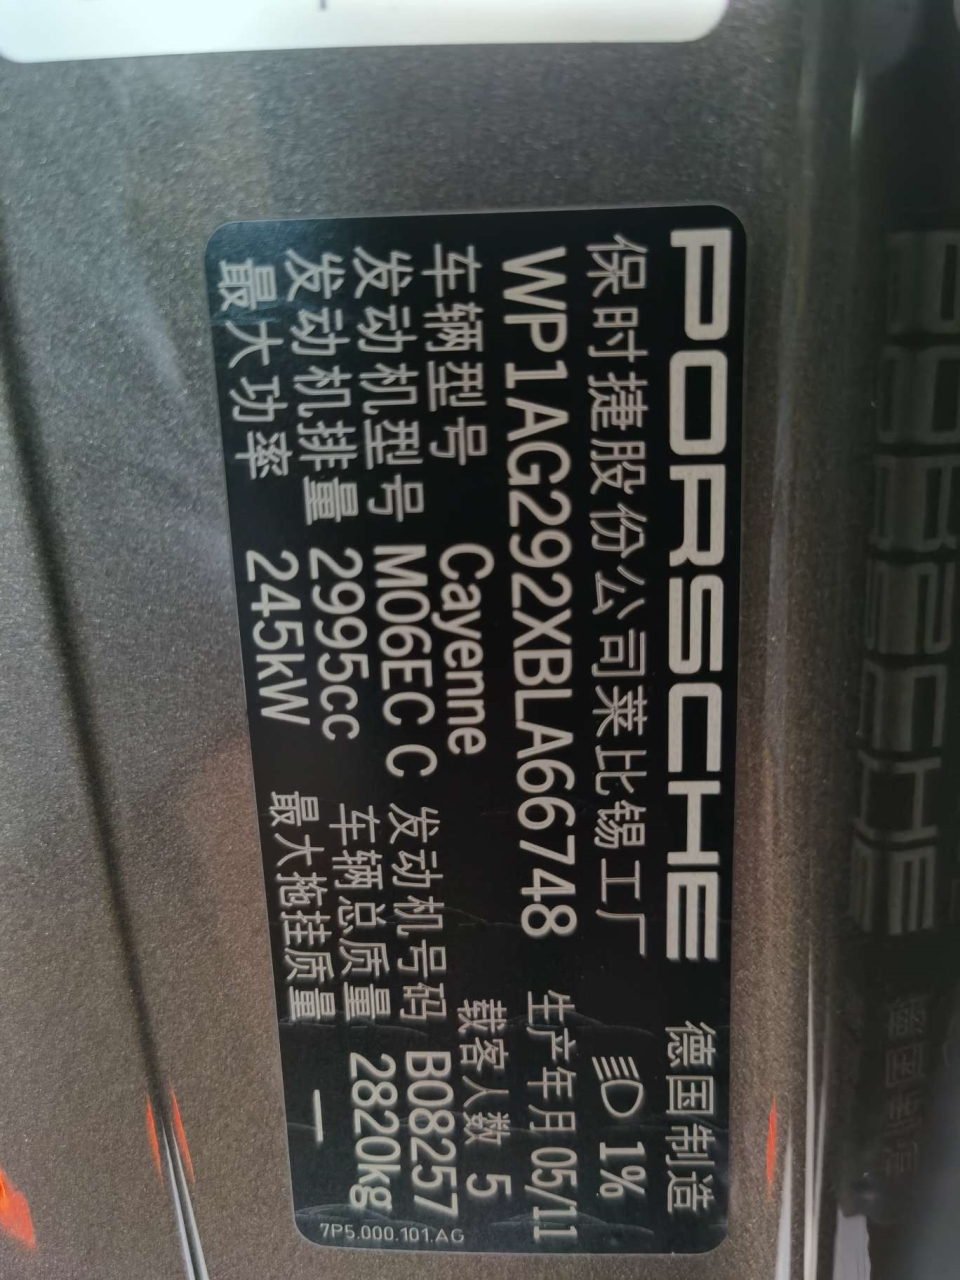 PORSCHE 德国制造
保时捷股份公司莱比锡工厂 1%
WP1AG292XBLA66748 生产年月 05/11
车辆型号 Cayenne 载客人数 5
发动机型号 M06EC C 发动机号码 B08257
发动机排量 2995cc 车辆总质量 2820kg
最大功率 245kW 最大拖挂质量 —
7P5.000.101.AG